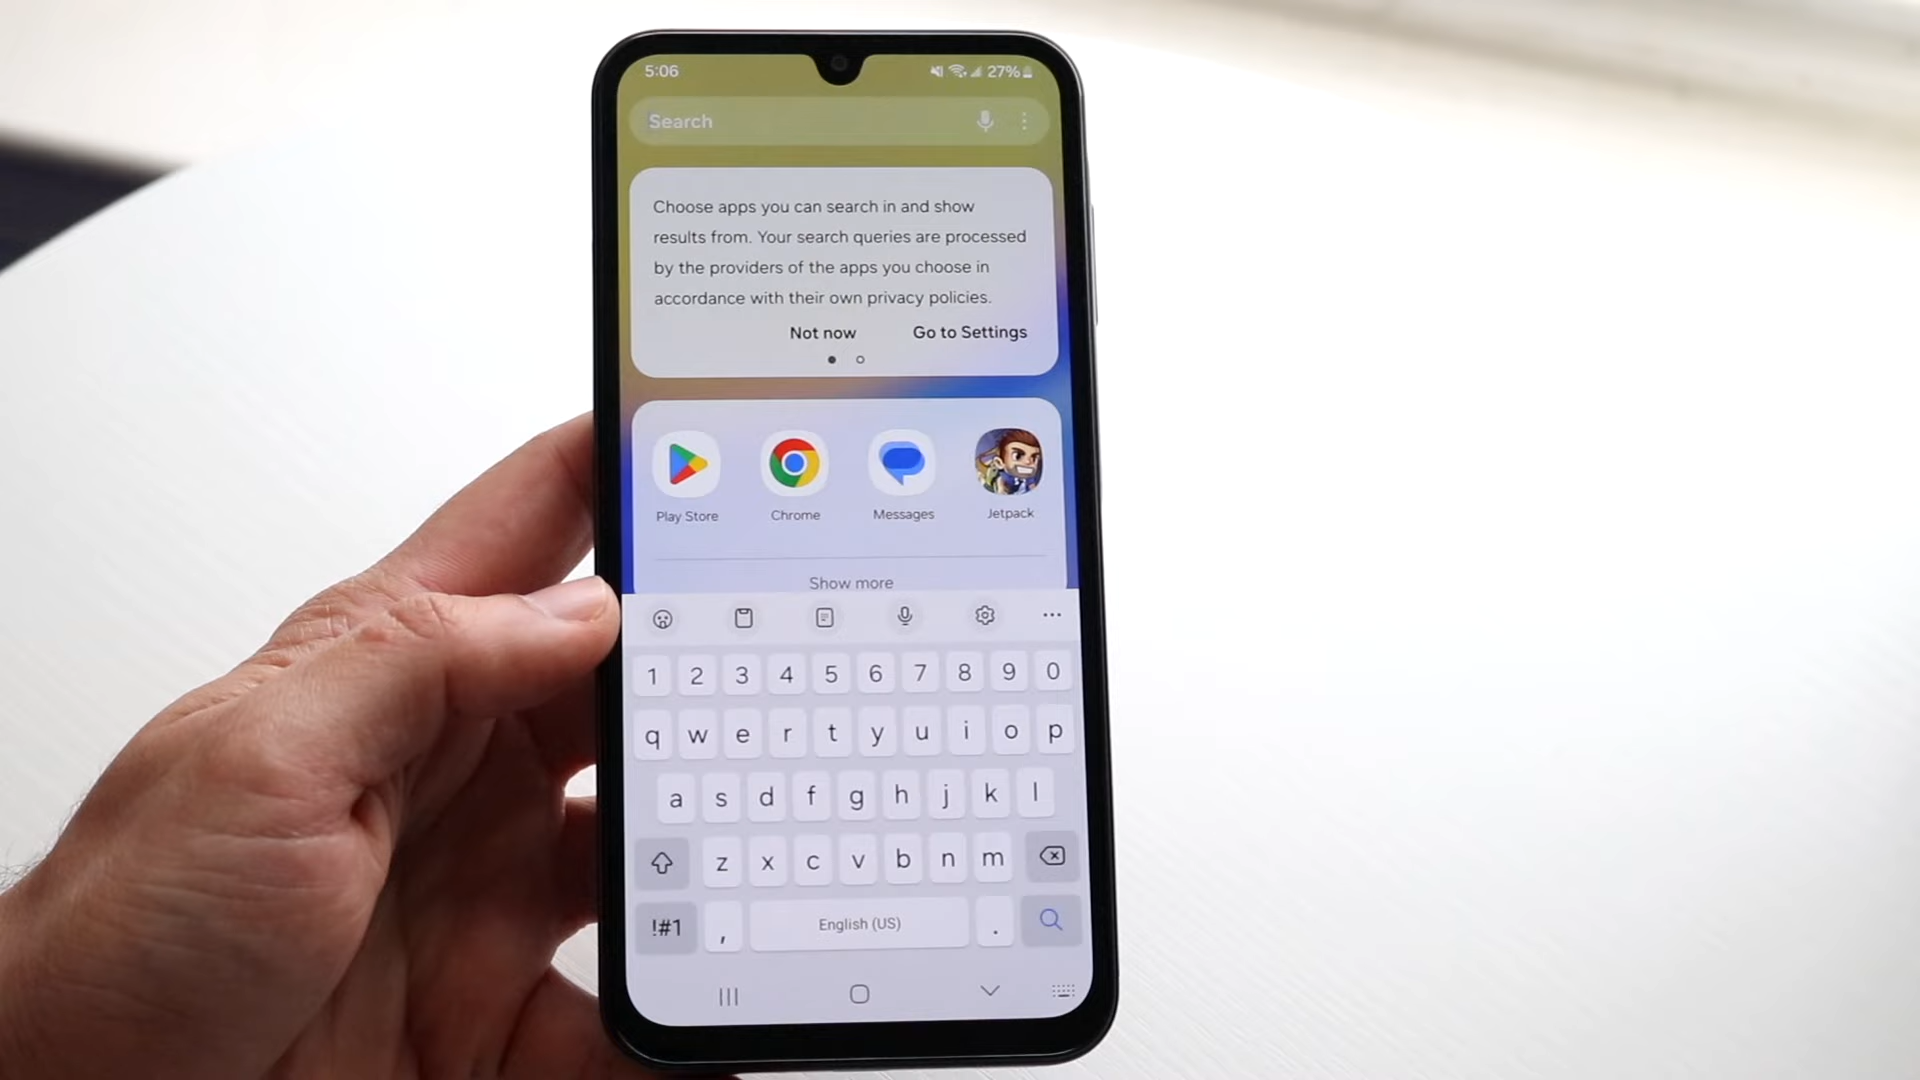 5:06 27%
Search
Choose apps you can search in and show
results from. Your search queries are processed
by the providers of the apps you choose in
accordance with their own privacy policies.
Not now Go to Settings
Play Store Chrome Messages Jetpack
Show more
1 2 3 4 5 6 7 8 9 0
q w e r t y u i o p
a s d f g h j k l
z x c v b n m
!#1 , English (US) .